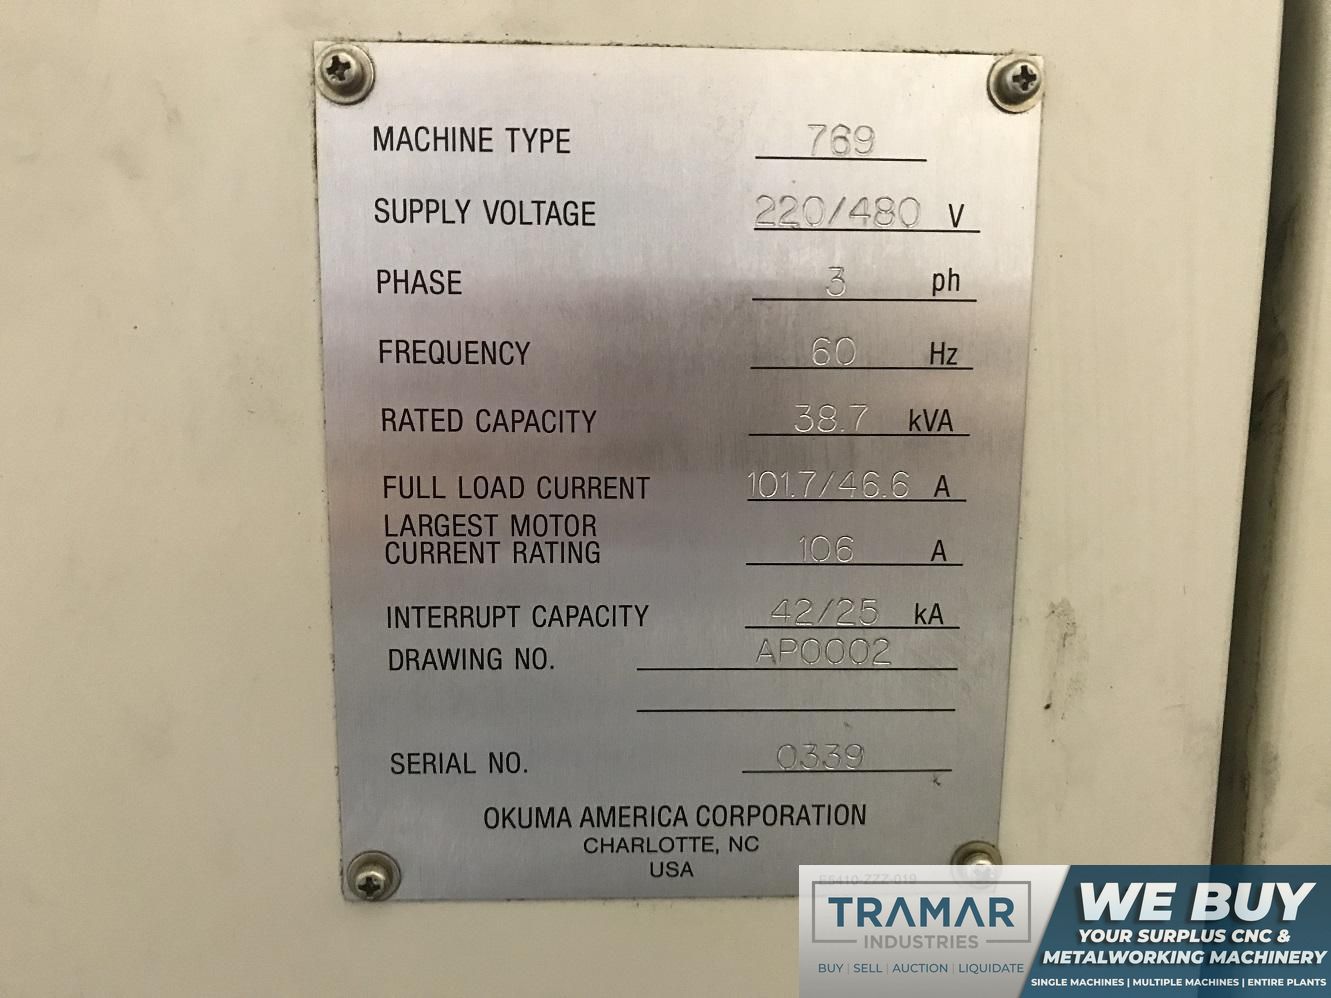 MACHINE TYPE 769
SUPPLY VOLTAGE 220/480 V
PHASE 3 ph
FREQUENCY 60 Hz
RATED CAPACITY 38.7 kVA
FULL LOAD CURRENT 101.7/46.6 A
LARGEST MOTOR
CURRENT RATING 106 A
INTERRUPT CAPACITY 42/25 kA
DRAWING NO. AP0002
SERIAL NO. 0339
OKUMA AMERICA CORPORATION
CHARLOTTE, NC
USA
E5410-ZZZ-019
TRAMAR
INDUSTRIES
BUY | SELL | AUCTION | LIQUIDATE
WE BUY
YOUR SURPLUS CNC &
METALWORKING MACHINERY
SINGLE MACHINES | MULTIPLE MACHINES | ENTIRE PLANTS